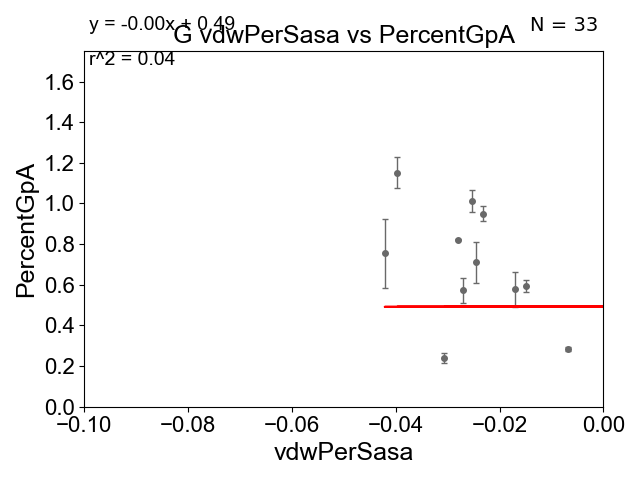 y = -0.00x + 0.49
G vdwPerSasa vs PercentGpA
N = 33
r^2 = 0.04
PercentGpA
1.6
1.4
1.2
1.0
0.8
0.6
0.4
0.2
0.0
−0.10
−0.08
−0.06
−0.04
−0.02
0.00
vdwPerSasa